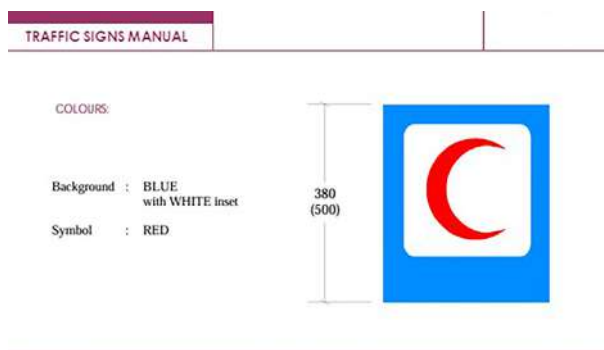 TRAFFIC SIGNS MANUAL
COLOURS:
Background : BLUE
with WHITE inset
Symbol : RED
380
(500)